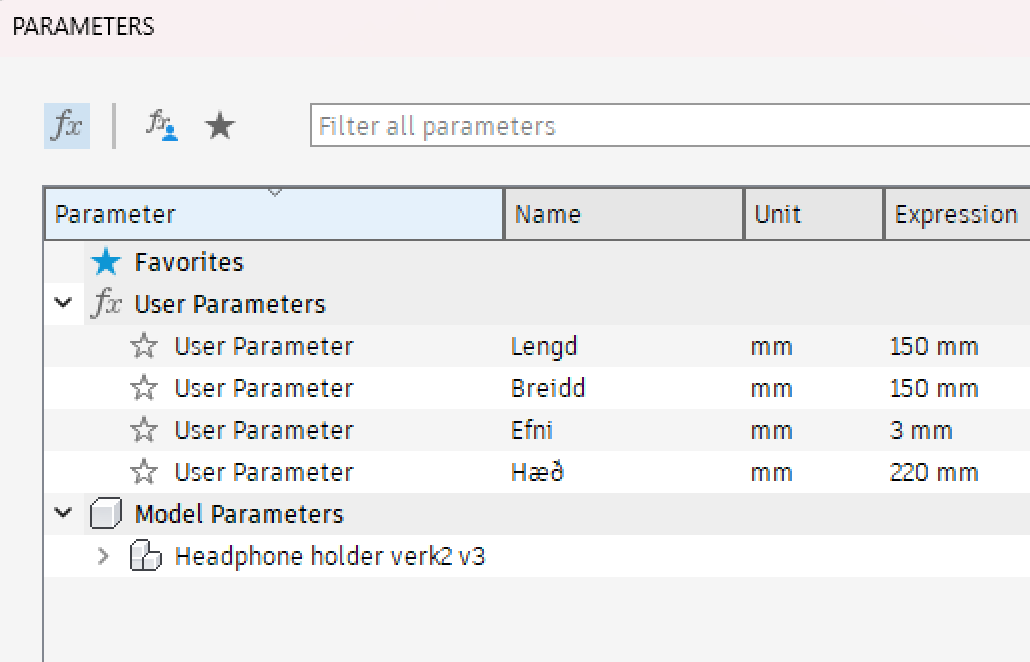 PARAMETERS
fx fx Filter all parameters
Parameter Name Unit Expression
Favorites
fx User Parameters
User Parameter Lengd mm 150 mm
User Parameter Breidd mm 150 mm
User Parameter Efni mm 3 mm
User Parameter Hæð mm 220 mm
Model Parameters
Headphone holder verk2 v3